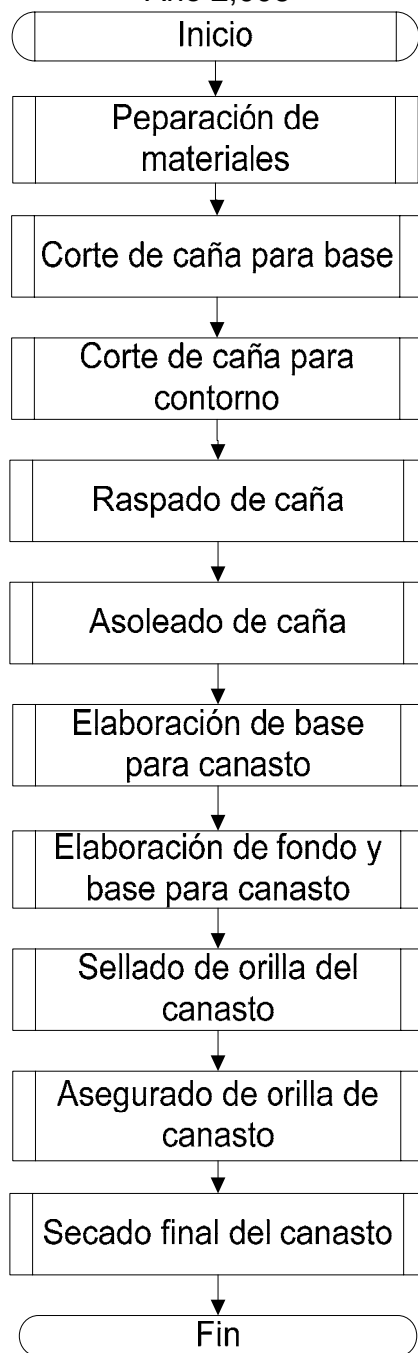 Inicio
Peparación de
materiales
Corte de caña para base
Corte de caña para
contorno
Raspado de caña
Asoleado de caña
Elaboración de base
para canasto
Elaboración de fondo y
base para canasto
Sellado de orilla del
canasto
Asegurado de orilla de
canasto
Secado final del canasto
Fin